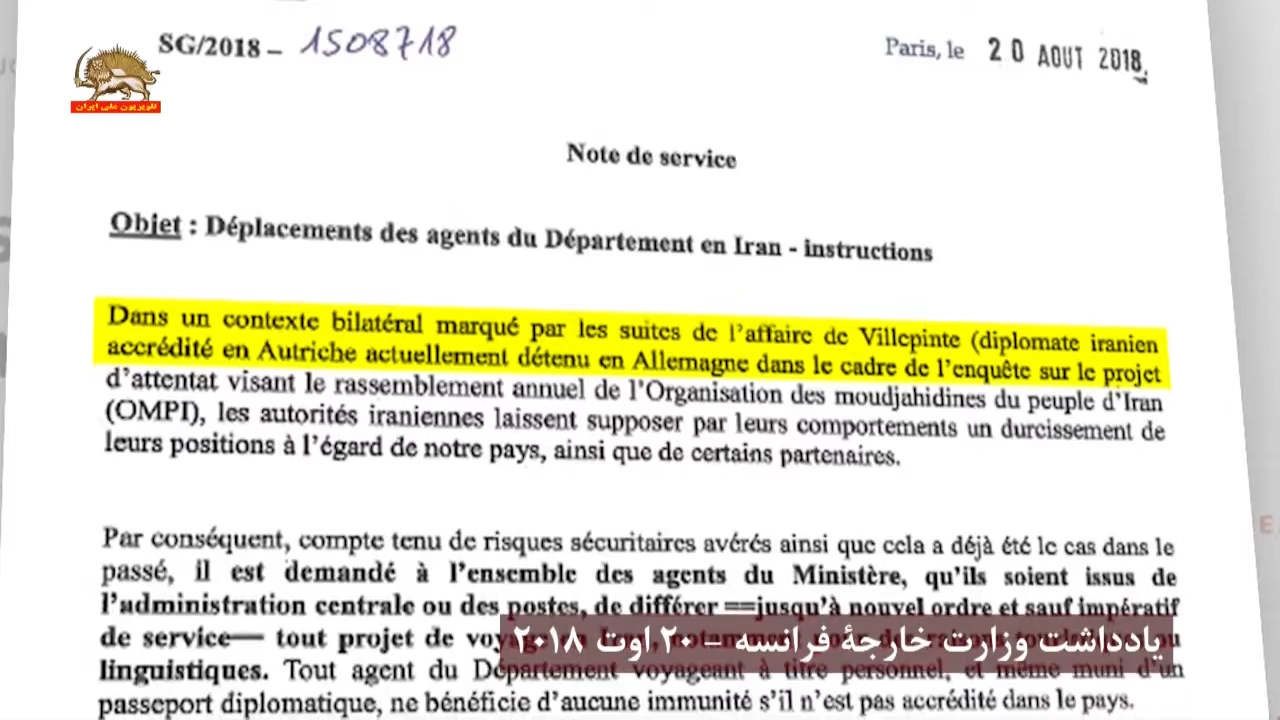 SG/2018 – 1508718
Paris, le 20 AOUT 2018
تلویزیون ملی ایران
Note de service
Objet : Déplacements des agents du Département en Iran - instructions
Dans un contexte bilatéral marqué par les suites de l'affaire de Villepinte (diplomate iranien
accrédité en Autriche actuellement détenu en Allemagne dans le cadre de l'enquête sur le projet
d'attentat visant le rassemblement annuel de l'Organisation des moudjahidines du peuple d'Iran
(OMPI), les autorités iraniennes laissent supposer par leurs comportements un durcissement de
leurs positions à l'égard de notre pays, ainsi que de certains partenaires.
Par conséquent, compte tenu de risques sécuritaires avérés ainsi que cela a déjà été le cas dans le
passé, il est demandé à l'ensemble des agents du Ministère, qu'ils soient issus de
l'administration centrale ou des postes, de différer ==jusqu'à nouvel ordre et sauf impératif
de service— tout projet de
یادداشت وزارت خارجهٔ فرانسه – ۲۰ اوت ۲۰۱۸
linguistiques. Tout agent du Département voyageant à titre personnel, et même muni d'un
passeport diplomatique, ne bénéficie d'aucune immunité s'il n'est pas accrédité dans le pays.